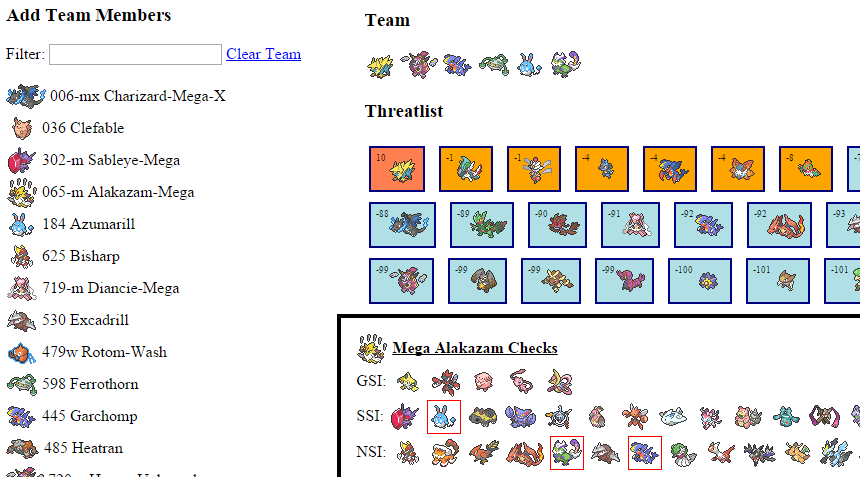 Add Team Members
Filter: Clear Team
006-mx Charizard-Mega-X
036 Clefable
302-m Sableye-Mega
065-m Alakazam-Mega
184 Azumarill
625 Bisharp
719-m Diancie-Mega
530 Excadrill
479w Rotom-Wash
598 Ferrothorn
445 Garchomp
485 Heatran
Team
Threatlist
10 -1 -1 -4 -4 -4 -8
-88 -89 -90 -91 -92 -92 -93
-99 -99 -99 -99 -100 -101 -101
Mega Alakazam Checks
GSI:
SSI:
NSI: